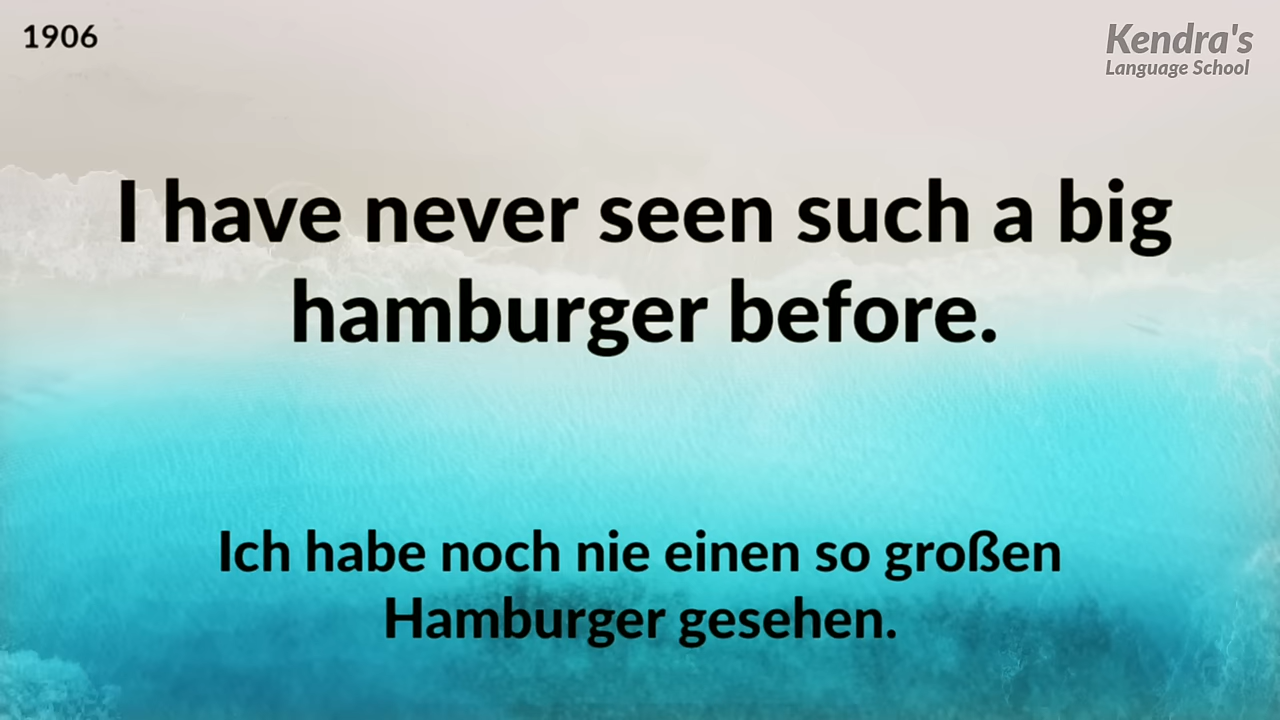 1906
Kendra's
Language School
I have never seen such a big
hamburger before.
Ich habe noch nie einen so großen
Hamburger gesehen.